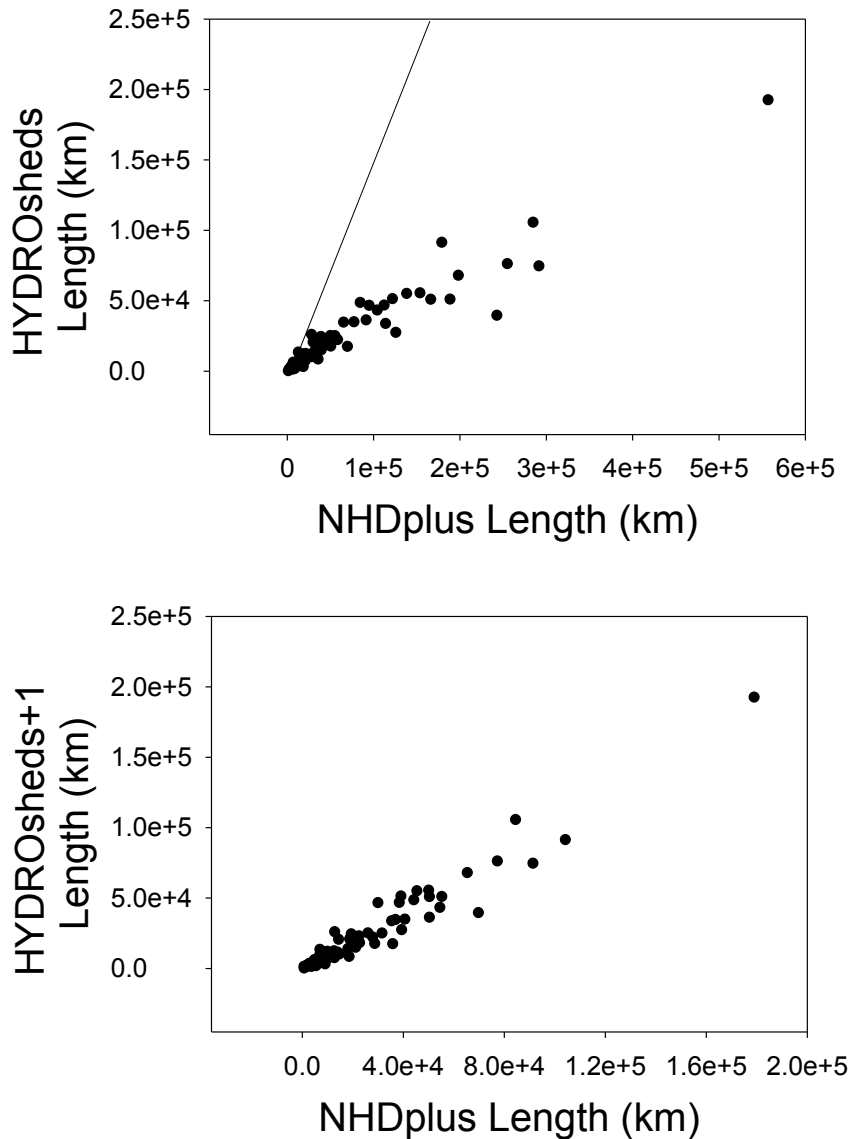 2.5e+5
2.0e+5
1.5e+5
1.0e+5
5.0e+4
0.0
HYDROsheds
Length (km)
0 1e+5 2e+5 3e+5 4e+5 5e+5 6e+5
NHDplus Length (km)
2.5e+5
2.0e+5
1.5e+5
1.0e+5
5.0e+4
0.0
HYDROsheds+1
Length (km)
0.0 4.0e+4 8.0e+4 1.2e+5 1.6e+5 2.0e+5
NHDplus Length (km)